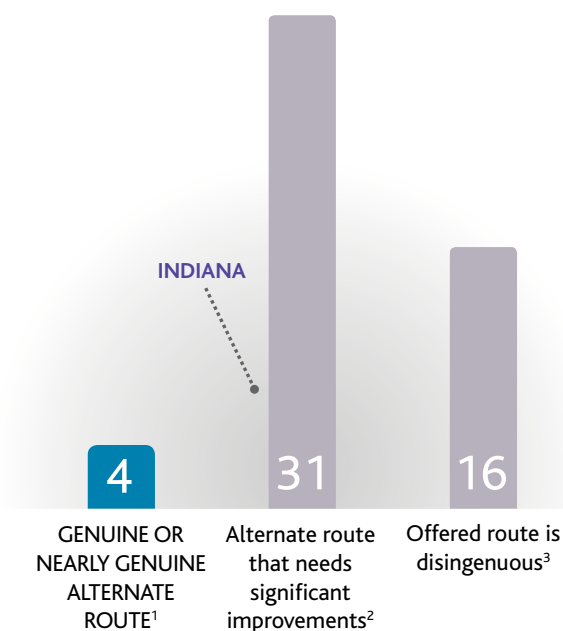 INDIANA
4
31
16
GENUINE OR
NEARLY GENUINE
ALTERNATE
ROUTE¹
Alternate route
that needs
significant
improvements²
Offered route is
disingenuous³